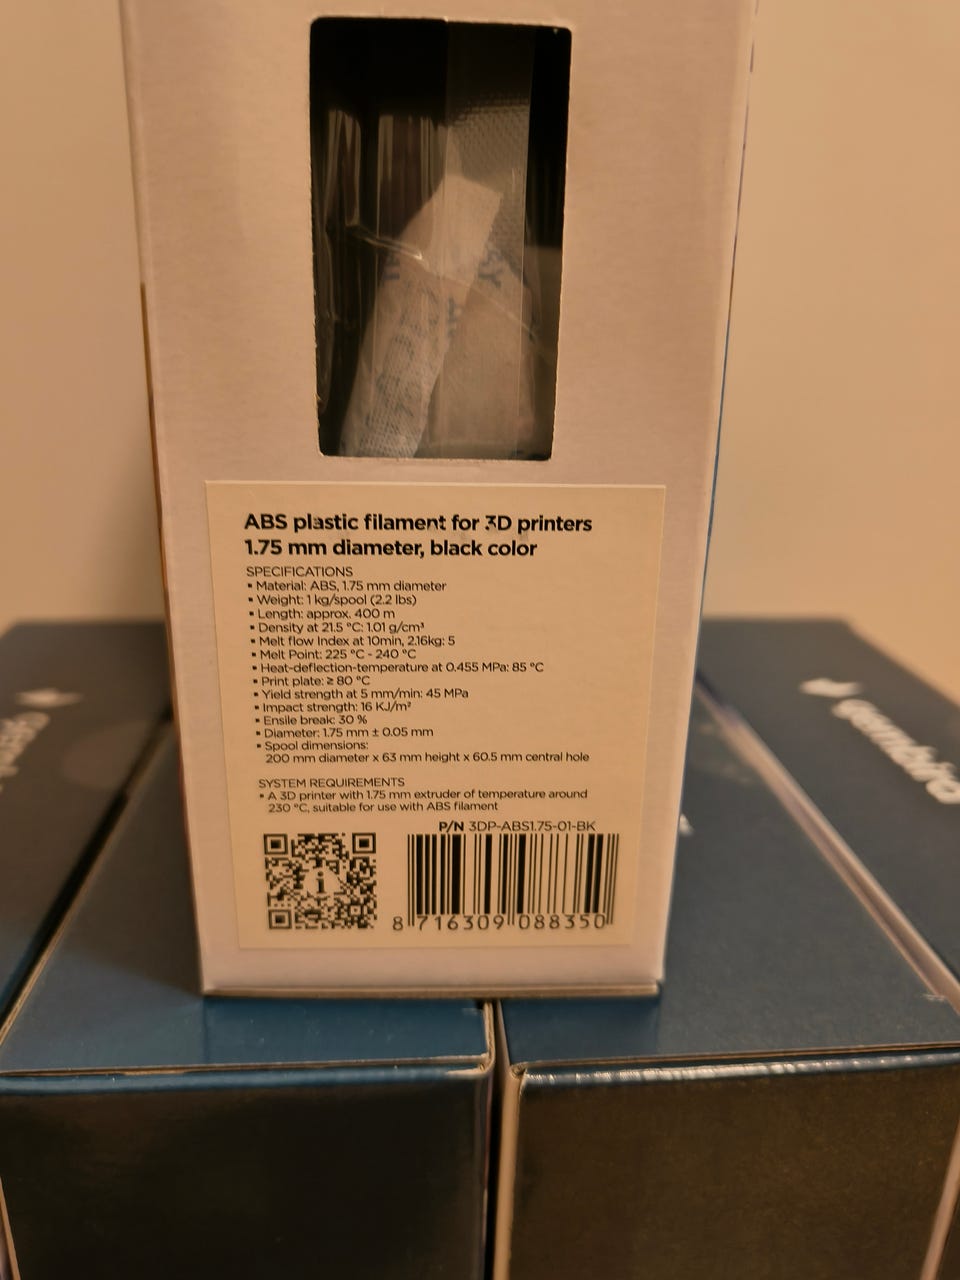 ABS plastic filament for 3D printers
1.75 mm diameter, black color
SPECIFICATIONS
▪ Material: ABS, 1.75 mm diameter
▪ Weight: 1 kg/spool (2.2 lbs)
▪ Length: approx. 400 m
▪ Density at 21.5 °C: 1.01 g/cm³
▪ Melt flow Index at 10min, 2.16kg: 5
▪ Melt Point: 225 °C - 240 °C
▪ Heat-deflection-temperature at 0.455 MPa: 85 °C
▪ Print plate: ≥ 80 °C
▪ Yield strength at 5 mm/min: 45 MPa
▪ Impact strength: 16 KJ/m²
▪ Ensile break: 30 %
▪ Diameter: 1.75 mm ± 0.05 mm
▪ Spool dimensions:
200 mm diameter x 63 mm height x 60.5 mm central hole
SYSTEM REQUIREMENTS
▪ A 3D printer with 1.75 mm extruder of temperature around
230 °C, suitable for use with ABS filament
P/N 3DP-ABS1.75-01-BK
i
8 716309 088350
gembird